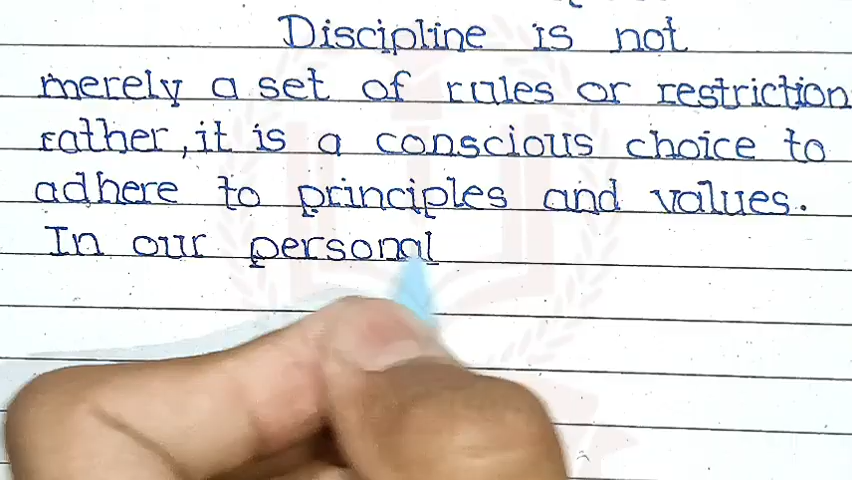 Discipline is not
merely a set of rules or restriction
rather, it is a conscious choice to
adhere to principles and values.
In our personal